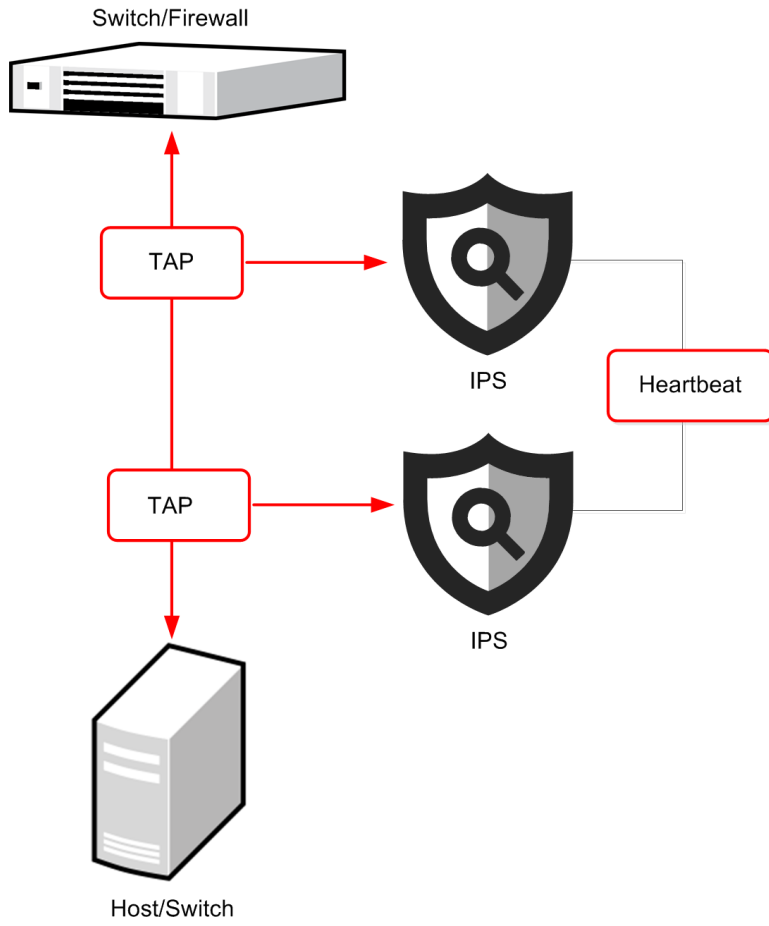 Switch/Firewall
TAP
IPS
Heartbeat
TAP
IPS
Host/Switch